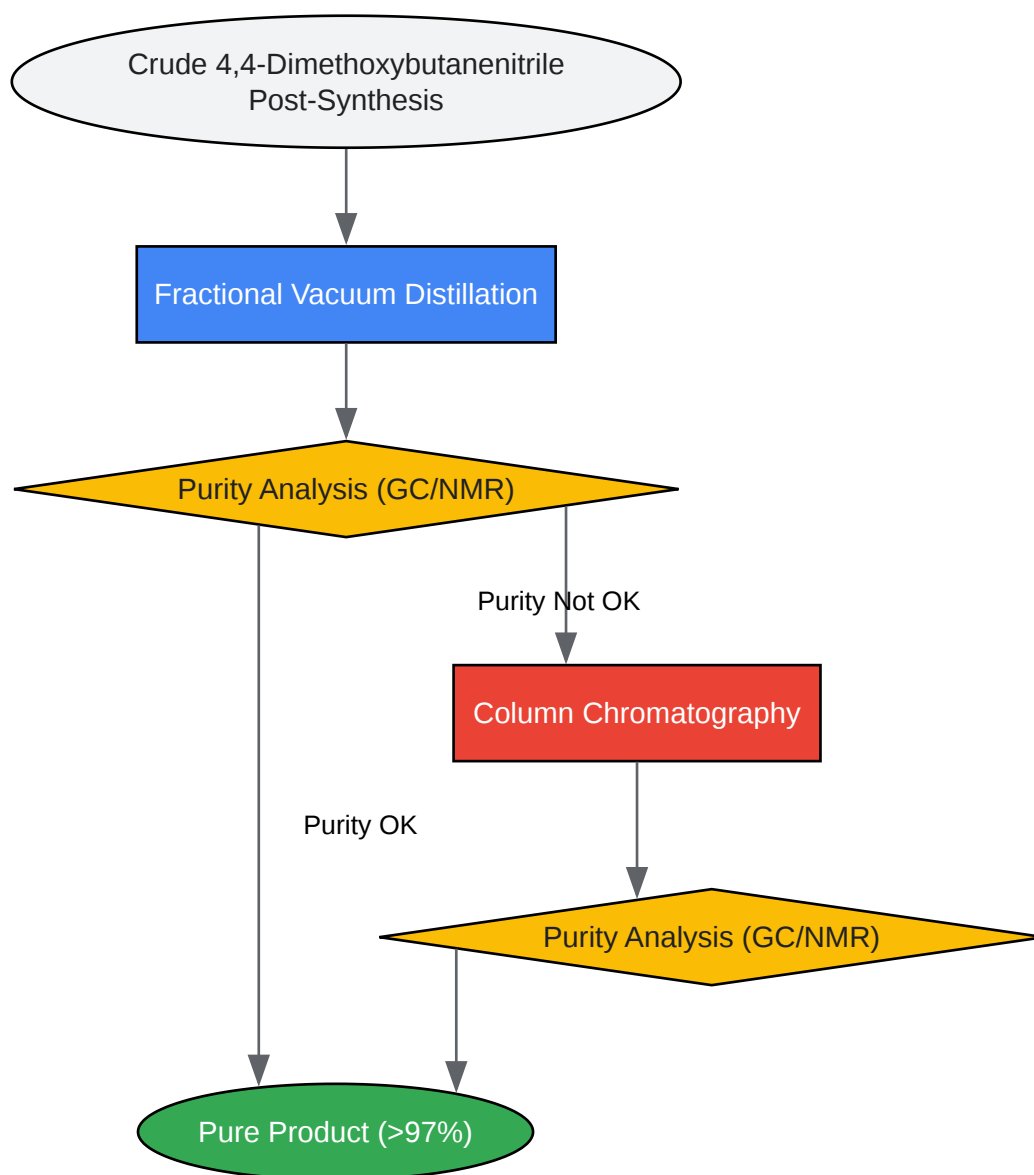 Crude 4,4-Dimethoxybutanenitrile
Post-Synthesis
Fractional Vacuum Distillation
Purity Analysis (GC/NMR)
Purity Not OK
Column Chromatography
Purity OK
Purity Analysis (GC/NMR)
Pure Product (>97%)